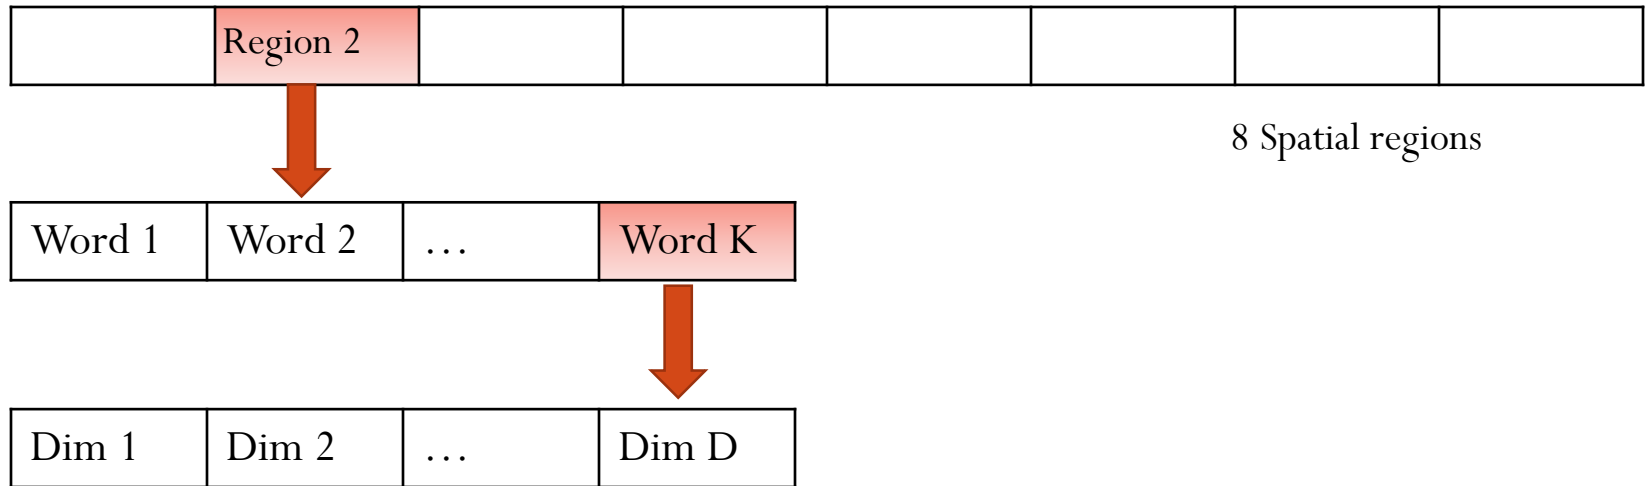 Region 2
8 Spatial regions
Word 1 Word 2 … Word K
Dim 1 Dim 2 … Dim D